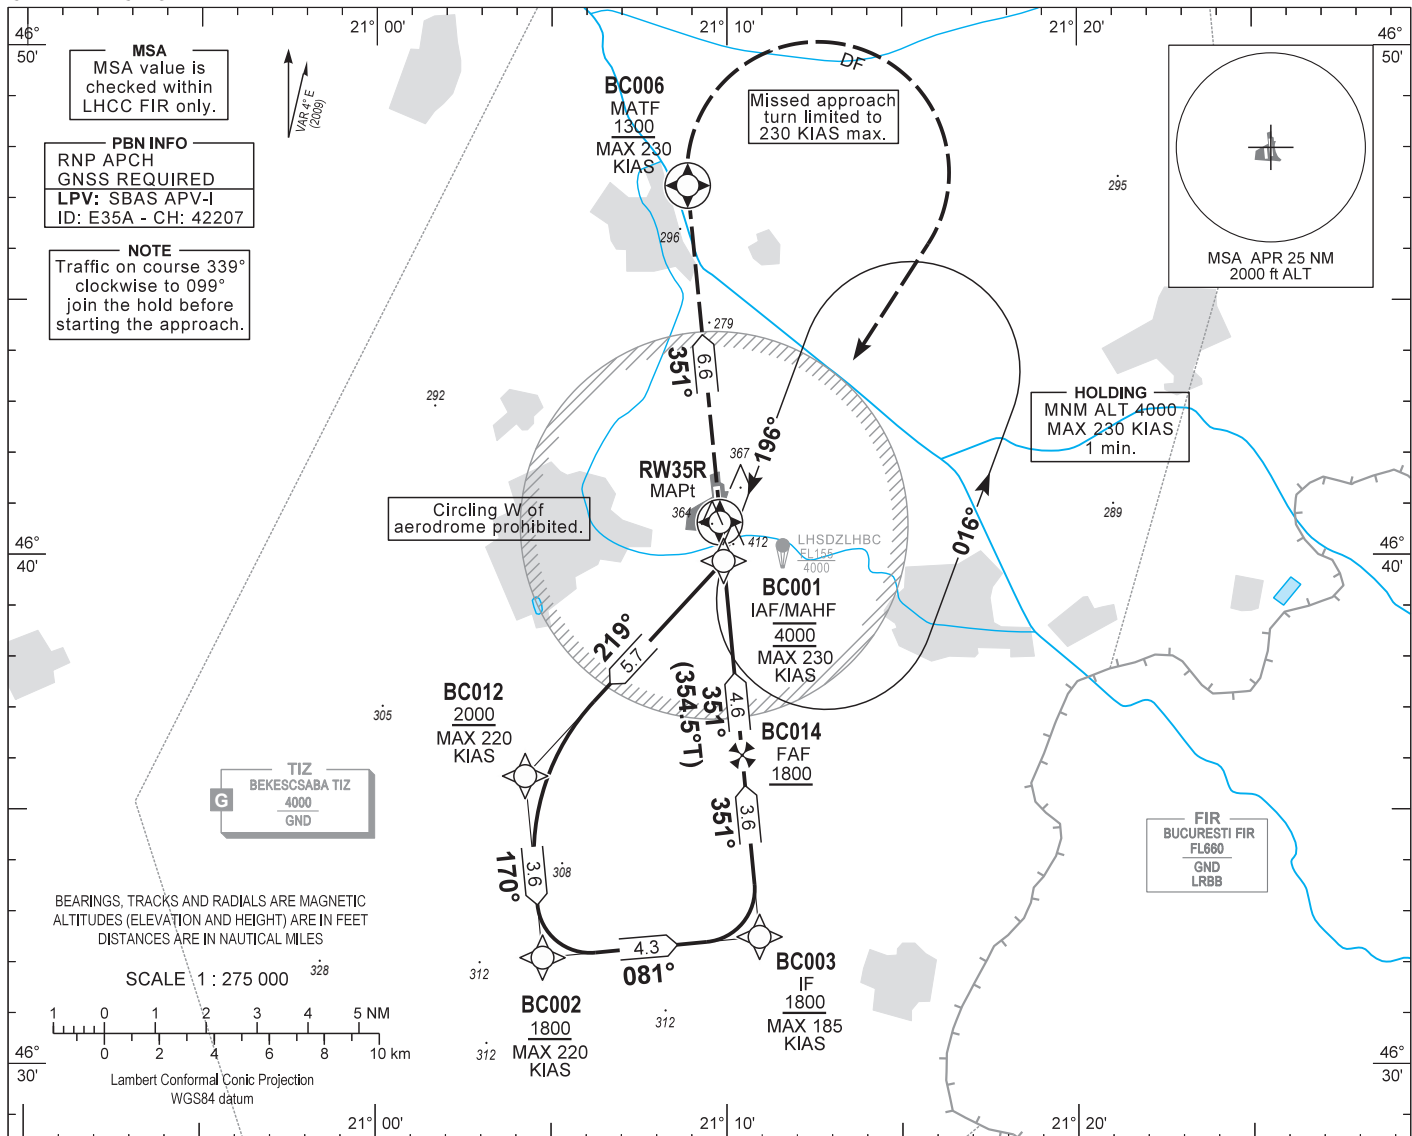 21° 00'
21° 10'
21° 20'
46°
50'
46°
50'
MSA
MSA value is
checked within
LHCC FIR only.
VAR 4° E
(2009)
PBN INFO
RNP APCH
GNSS REQUIRED
LPV: SBAS APV-I
ID: E35A - CH: 42207
NOTE
Traffic on course 339°
clockwise to 099°
join the hold before
starting the approach.
BC006
MATF
1300
MAX 230
KIAS
DF
Missed approach
turn limited to
230 KIAS max.
MSA APR 25 NM
2000 ft ALT
295
296
279
292
351°
6.6
196°
367
HOLDING
MNM ALT 4000
MAX 230 KIAS
1 min.
RW35R
MAPt
364
412
Circling W of
aerodrome prohibited.
LHSDZLHBC
FL155
4000
289
016°
46°
40'
46°
40'
BC001
IAF/MAHF
4000
MAX 230
KIAS
219°
5.7
351°
(354.5°T)
4.6
BC012
2000
MAX 220
KIAS
305
BC014
FAF
1800
TIZ
BEKESCSABA TIZ
4000
GND
G
351°
3.6
170°
3.6
308
FIR
BUCURESTI FIR
FL660
GND
LRBB
BEARINGS, TRACKS AND RADIALS ARE MAGNETIC
ALTITUDES (ELEVATION AND HEIGHT) ARE IN FEET
DISTANCES ARE IN NAUTICAL MILES
4.3
081°
BC003
IF
1800
MAX 185
KIAS
BC002
1800
MAX 220
KIAS
328
312
312
312
SCALE 1 : 275 000
1 0 1 2 3 4 5 NM
0 2 4 6 8 10 km
Lambert Conformal Conic Projection
WGS84 datum
46°
30'
46°
30'
21° 00'
21° 10'
21° 20'